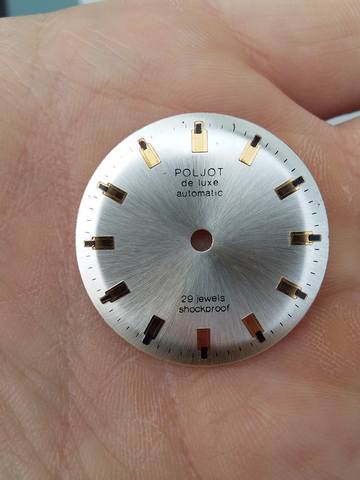 POLJOT
de luxe
automatic
29 jewels
shockproof